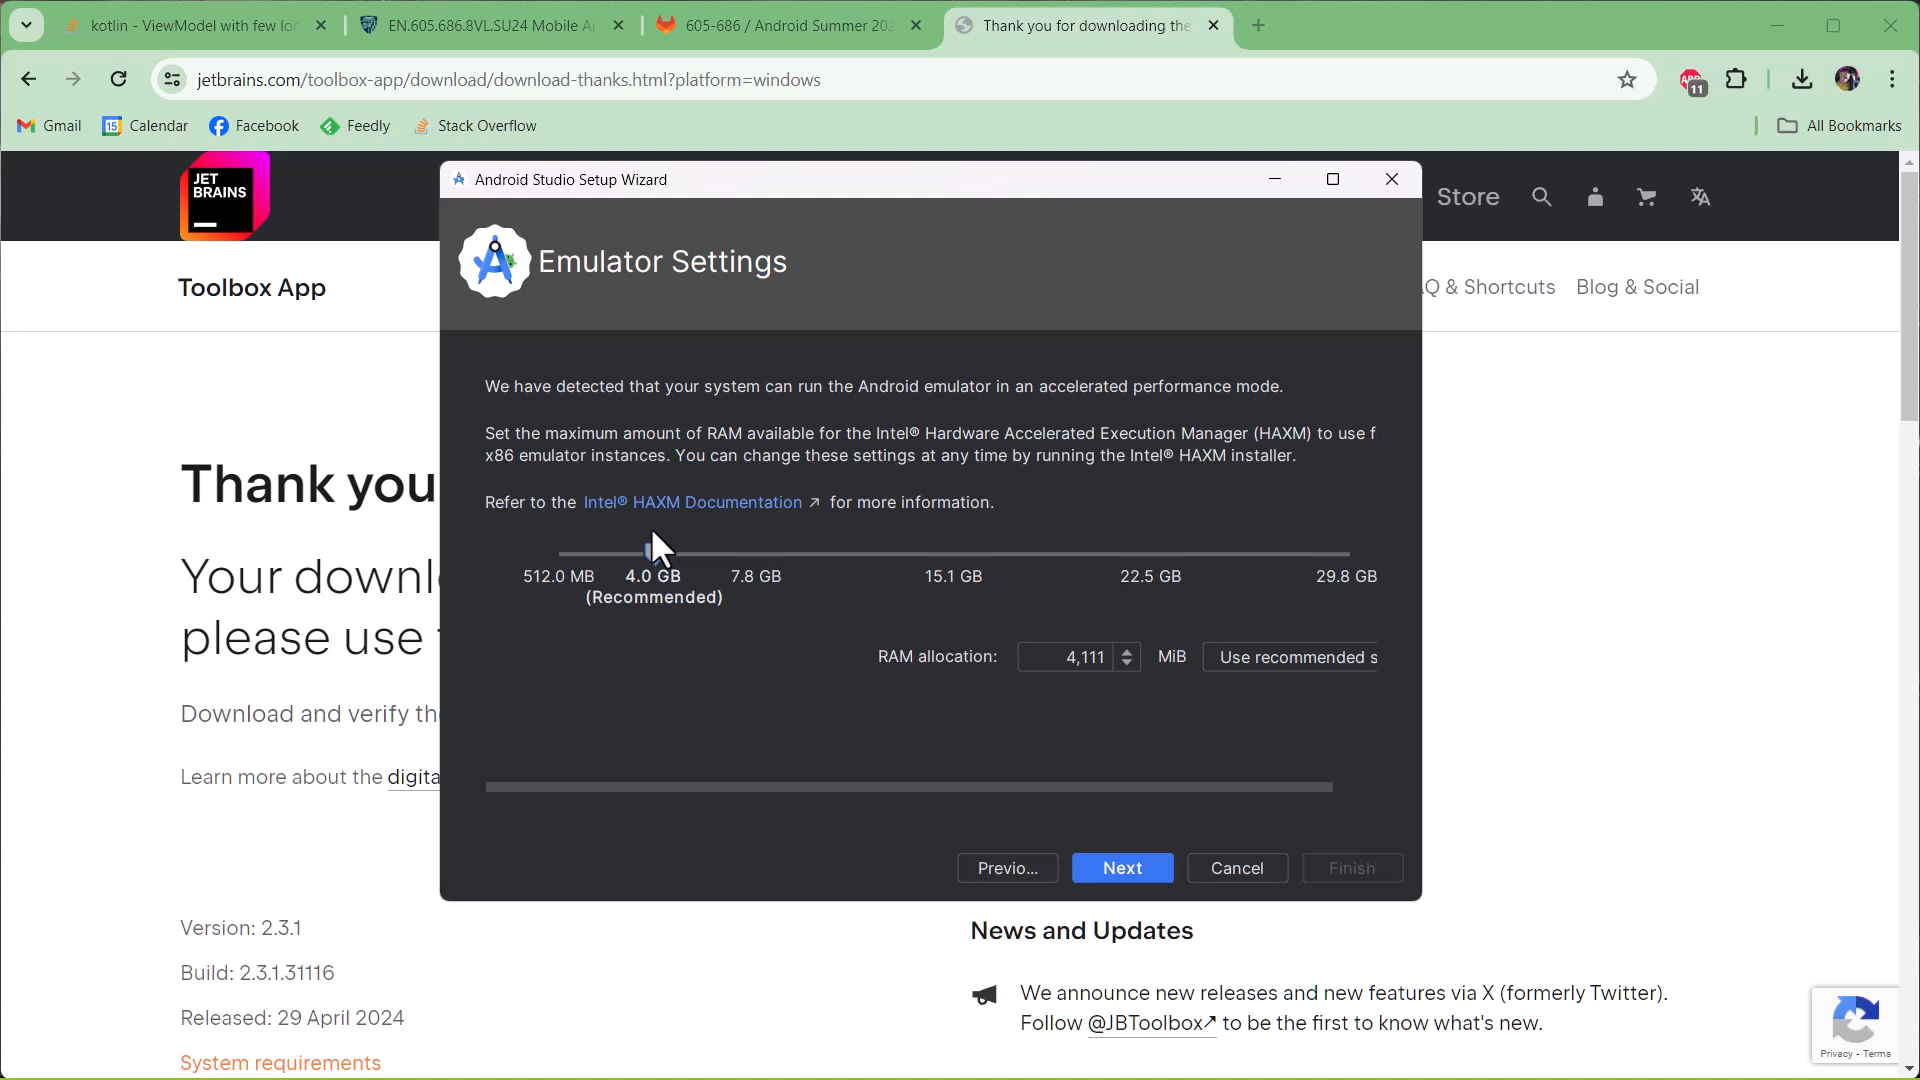 kotlin - ViewModel with few lon
EN.605.686.8VL.SU24 Mobile Ap
605-686 / Android Summer 202
Thank you for downloading the
jetbrains.com/toolbox-app/download/download-thanks.html?platform=windows
11
Gmail
15
Calendar
Facebook
Feedly
Stack Overflow
All Bookmarks
JET
BRAINS
Store
Toolbox App
Q & Shortcuts
Blog & Social
Thank you
Your downl
please use
Download and verify the
Learn more about the digita
Version: 2.3.1
Build: 2.3.1.31116
Released: 29 April 2024
System requirements
Android Studio Setup Wizard
Emulator Settings
We have detected that your system can run the Android emulator in an accelerated performance mode.
Set the maximum amount of RAM available for the Intel® Hardware Accelerated Execution Manager (HAXM) to use f
x86 emulator instances. You can change these settings at any time by running the Intel® HAXM installer.
Refer to the Intel® HAXM Documentation ↗ for more information.
512.0 MB 4.0 GB 7.8 GB 15.1 GB 22.5 GB 29.8 GB
(Recommended)
RAM allocation: 4,111 MiB Use recommended s
Previo... Next Cancel Finish
News and Updates
We announce new releases and new features via X (formerly Twitter).
Follow @JBToolbox↗ to be the first to know what's new.
Privacy - Terms